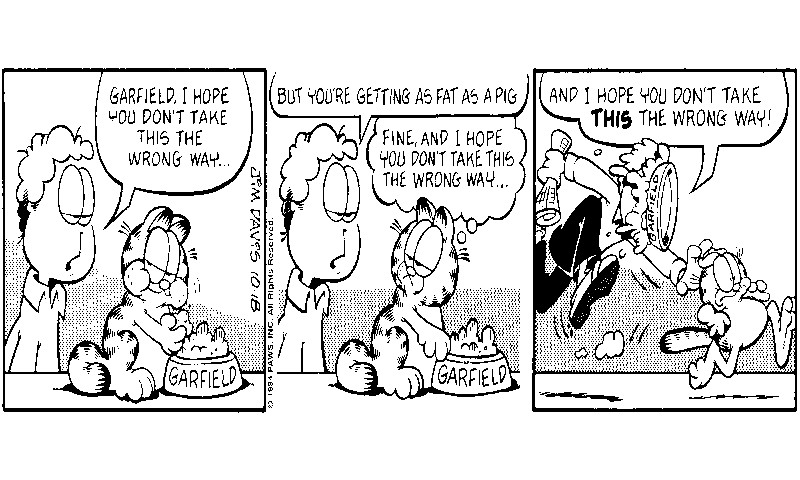 GARFIELD, I HOPE
YOU DON'T TAKE
THIS THE
WRONG WAY...
GARFIELD
JIM DAVIS 10-18
© 1984 PAWS, INC. All Rights Reserved.
BUT YOU'RE GETTING AS FAT AS A PIG
FINE, AND I HOPE
YOU DON'T TAKE THIS
THE WRONG WAY...
GARFIELD
AND I HOPE YOU DON'T TAKE
THIS THE WRONG WAY!
GARFIELD